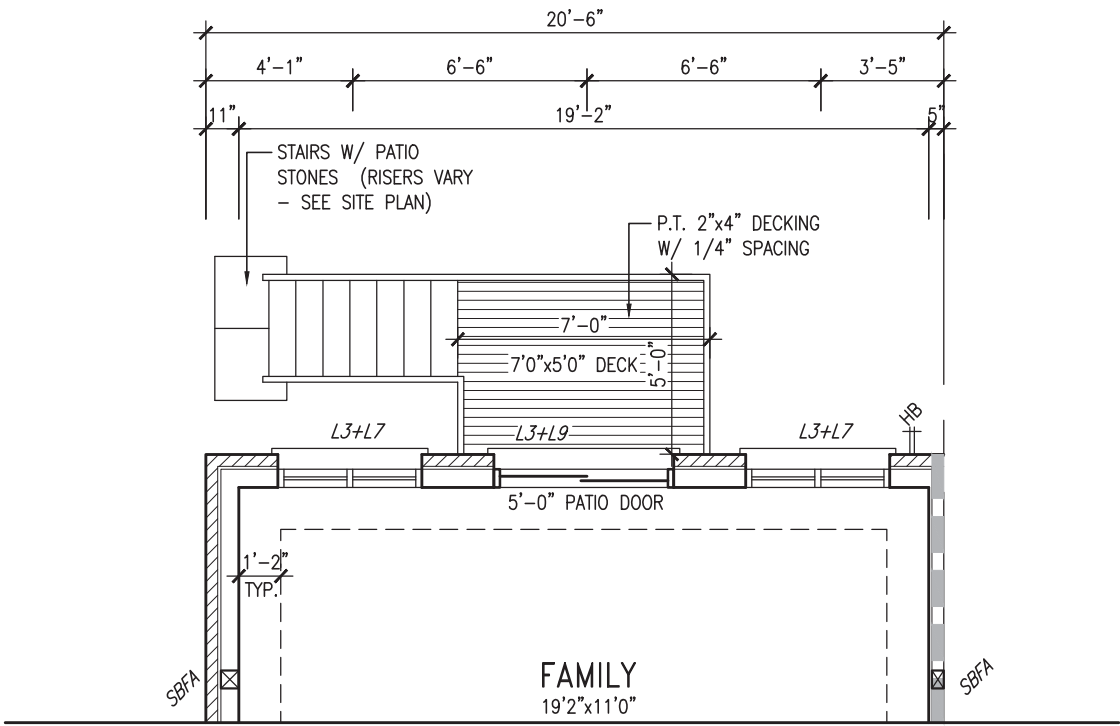 20'-6"
4'-1" 6'-6" 6'-6" 3'-5"
11" 19'-2" 5"
STAIRS W/ PATIO
STONES (RISERS VARY
- SEE SITE PLAN)
P.T. 2"x4" DECKING
W/ 1/4" SPACING
7'-0"
7'0"x5'0" DECK
5'-0"
L3+L7 L3+L9 L3+L7
HB
5'-0" PATIO DOOR
1'-2"
TYP.
FAMILY
19'2"x11'0"
SBFA SBFA